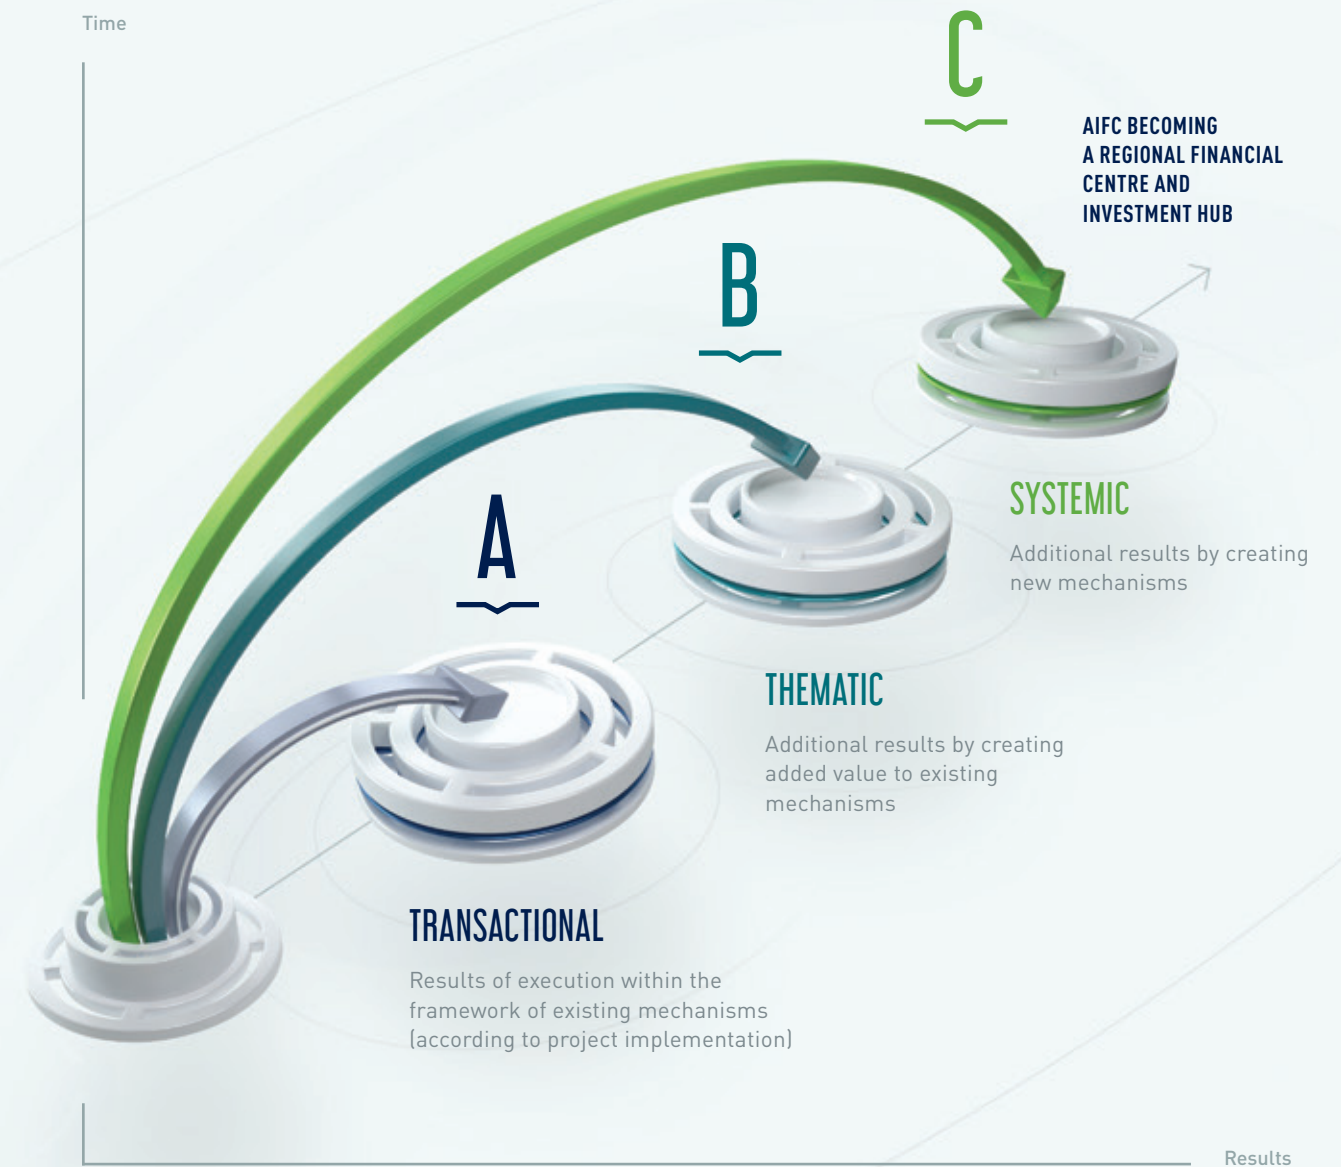 Time
C
AIFC BECOMING
A REGIONAL FINANCIAL
CENTRE AND
INVESTMENT HUB
B
SYSTEMIC
Additional results by creating
new mechanisms
A
THEMATIC
Additional results by creating
added value to existing
mechanisms
TRANSACTIONAL
Results of execution within the
framework of existing mechanisms
(according to project implementation)
Results